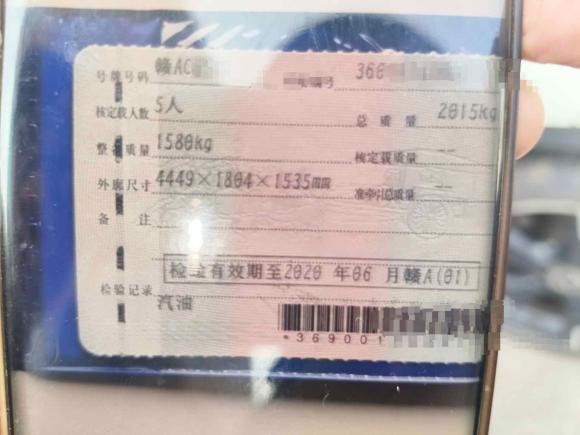 号牌号码 赣AC 编号 366
核定载人数 5人 总质量 2015kg
整备质量 1580kg 核定载质量 --
外廓尺寸 4449×1804×1535mm 准牵引总质量 --
备注
检验有效期至2020年06月赣A(01)
检验记录
汽油
*369001